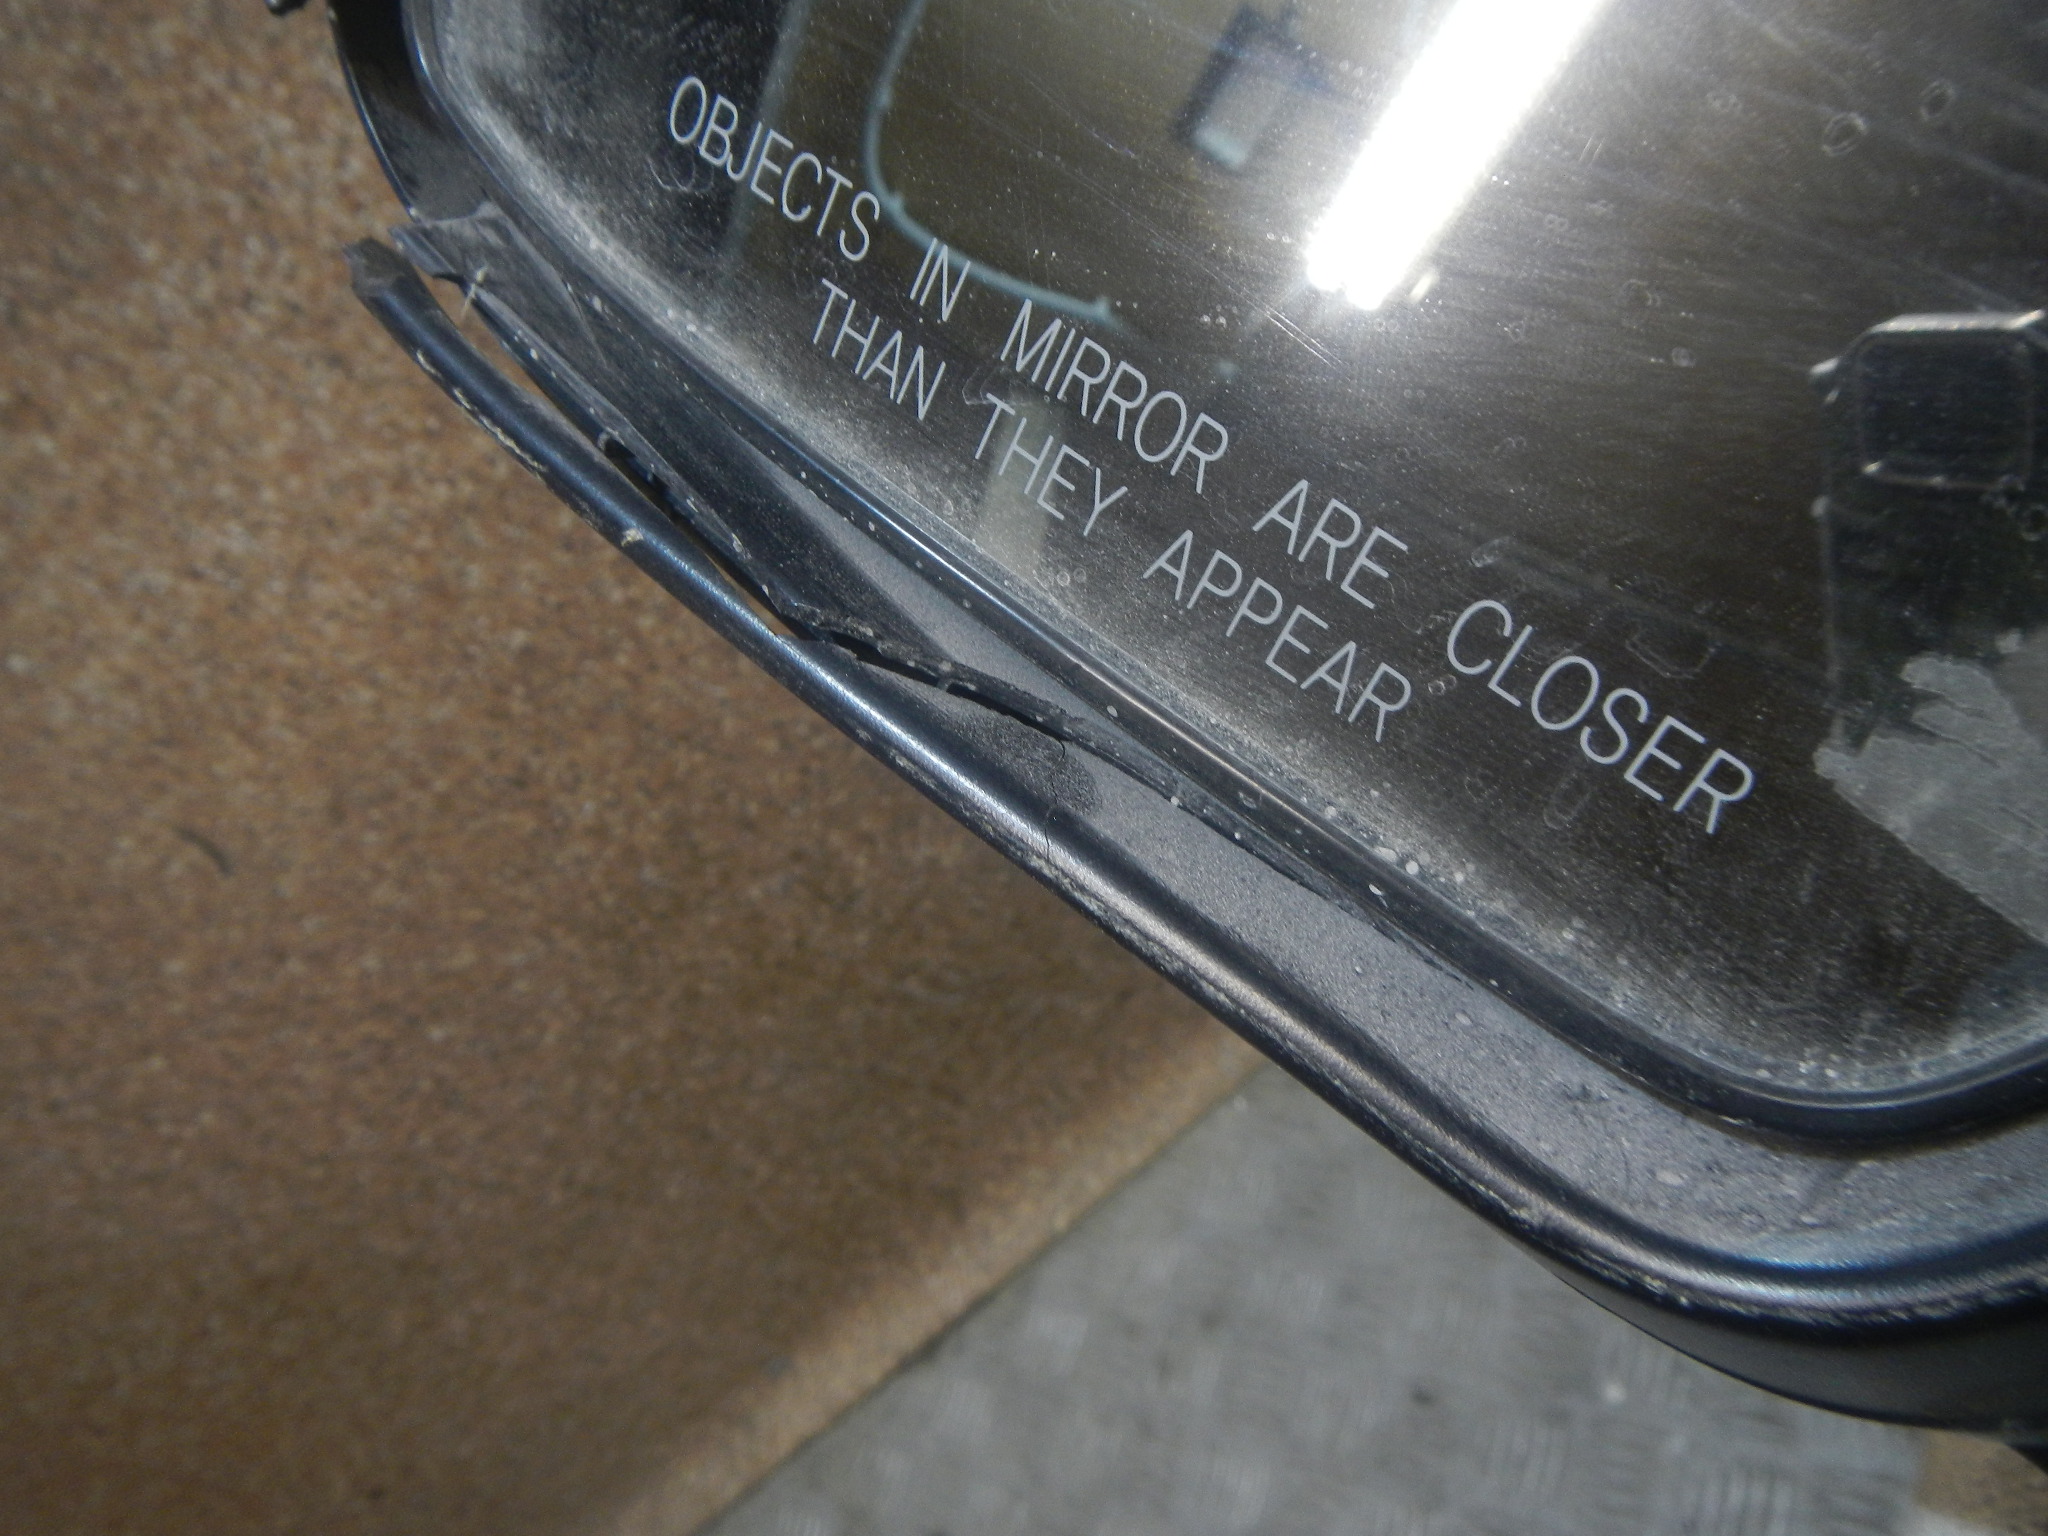 OBJECTS IN MIRROR ARE CLOSER
THAN THEY APPEAR